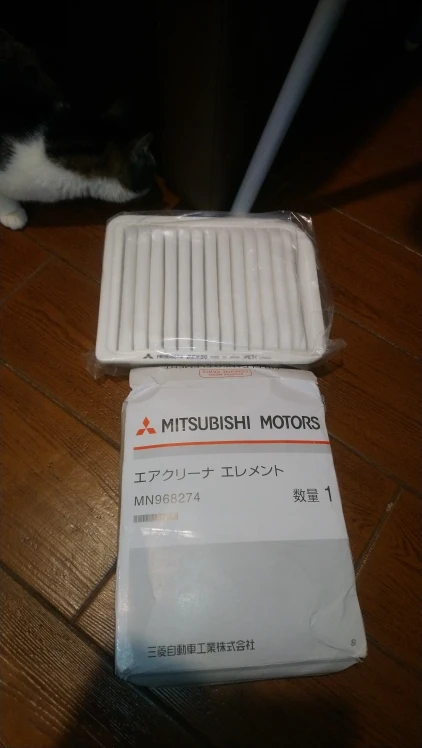 MITSUBISHI
MITSUBISHI MOTORS
エアクリーナ エレメント
MN968274
数量 1
三菱自動車工業株式会社